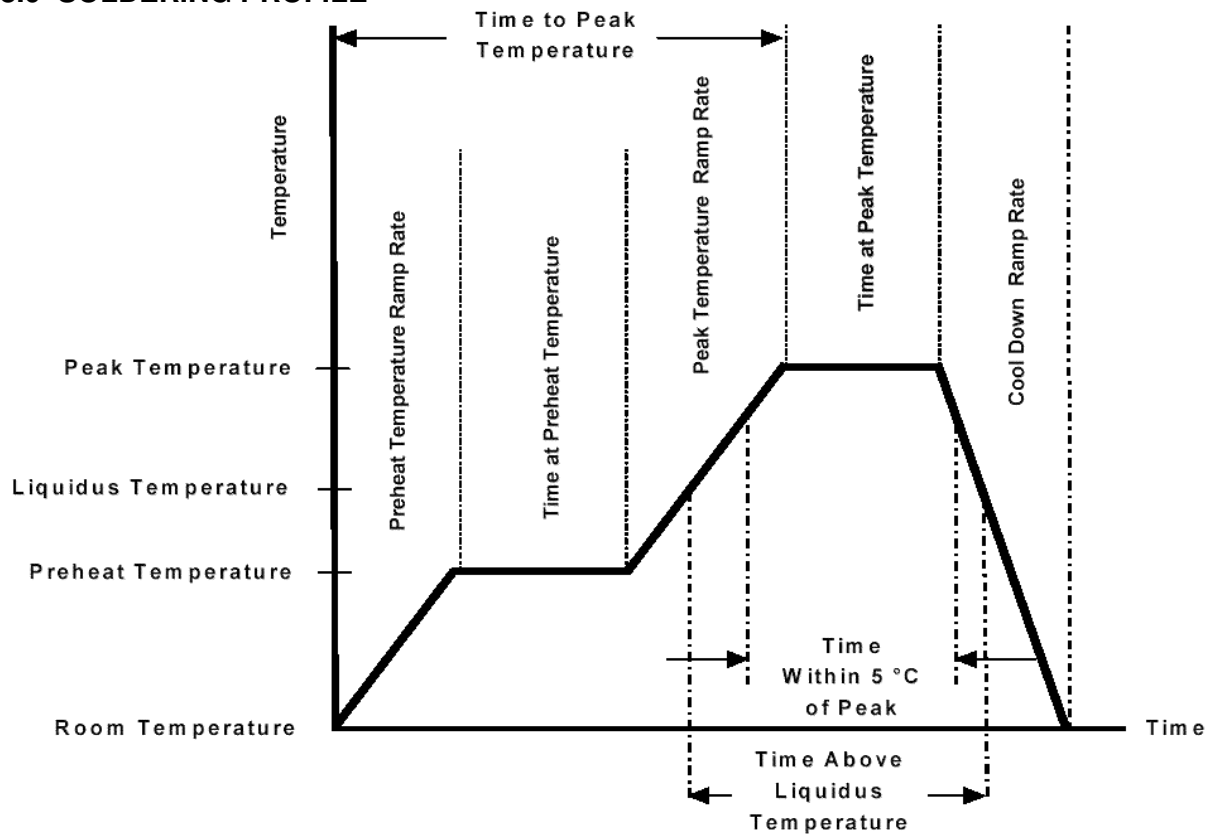 SOLDERING PROFILE
Time to Peak
Temperature
Temperature
Preheat Temperature Ramp Rate
Time at Preheat Temperature
Peak Temperature Ramp Rate
Time at Peak Temperature
Cool Down Ramp Rate
Peak Temperature
Liquidus Temperature
Preheat Temperature
Room Temperature
Time
Within 5 °C
of Peak
Time
Time Above
Liquidus
Temperature